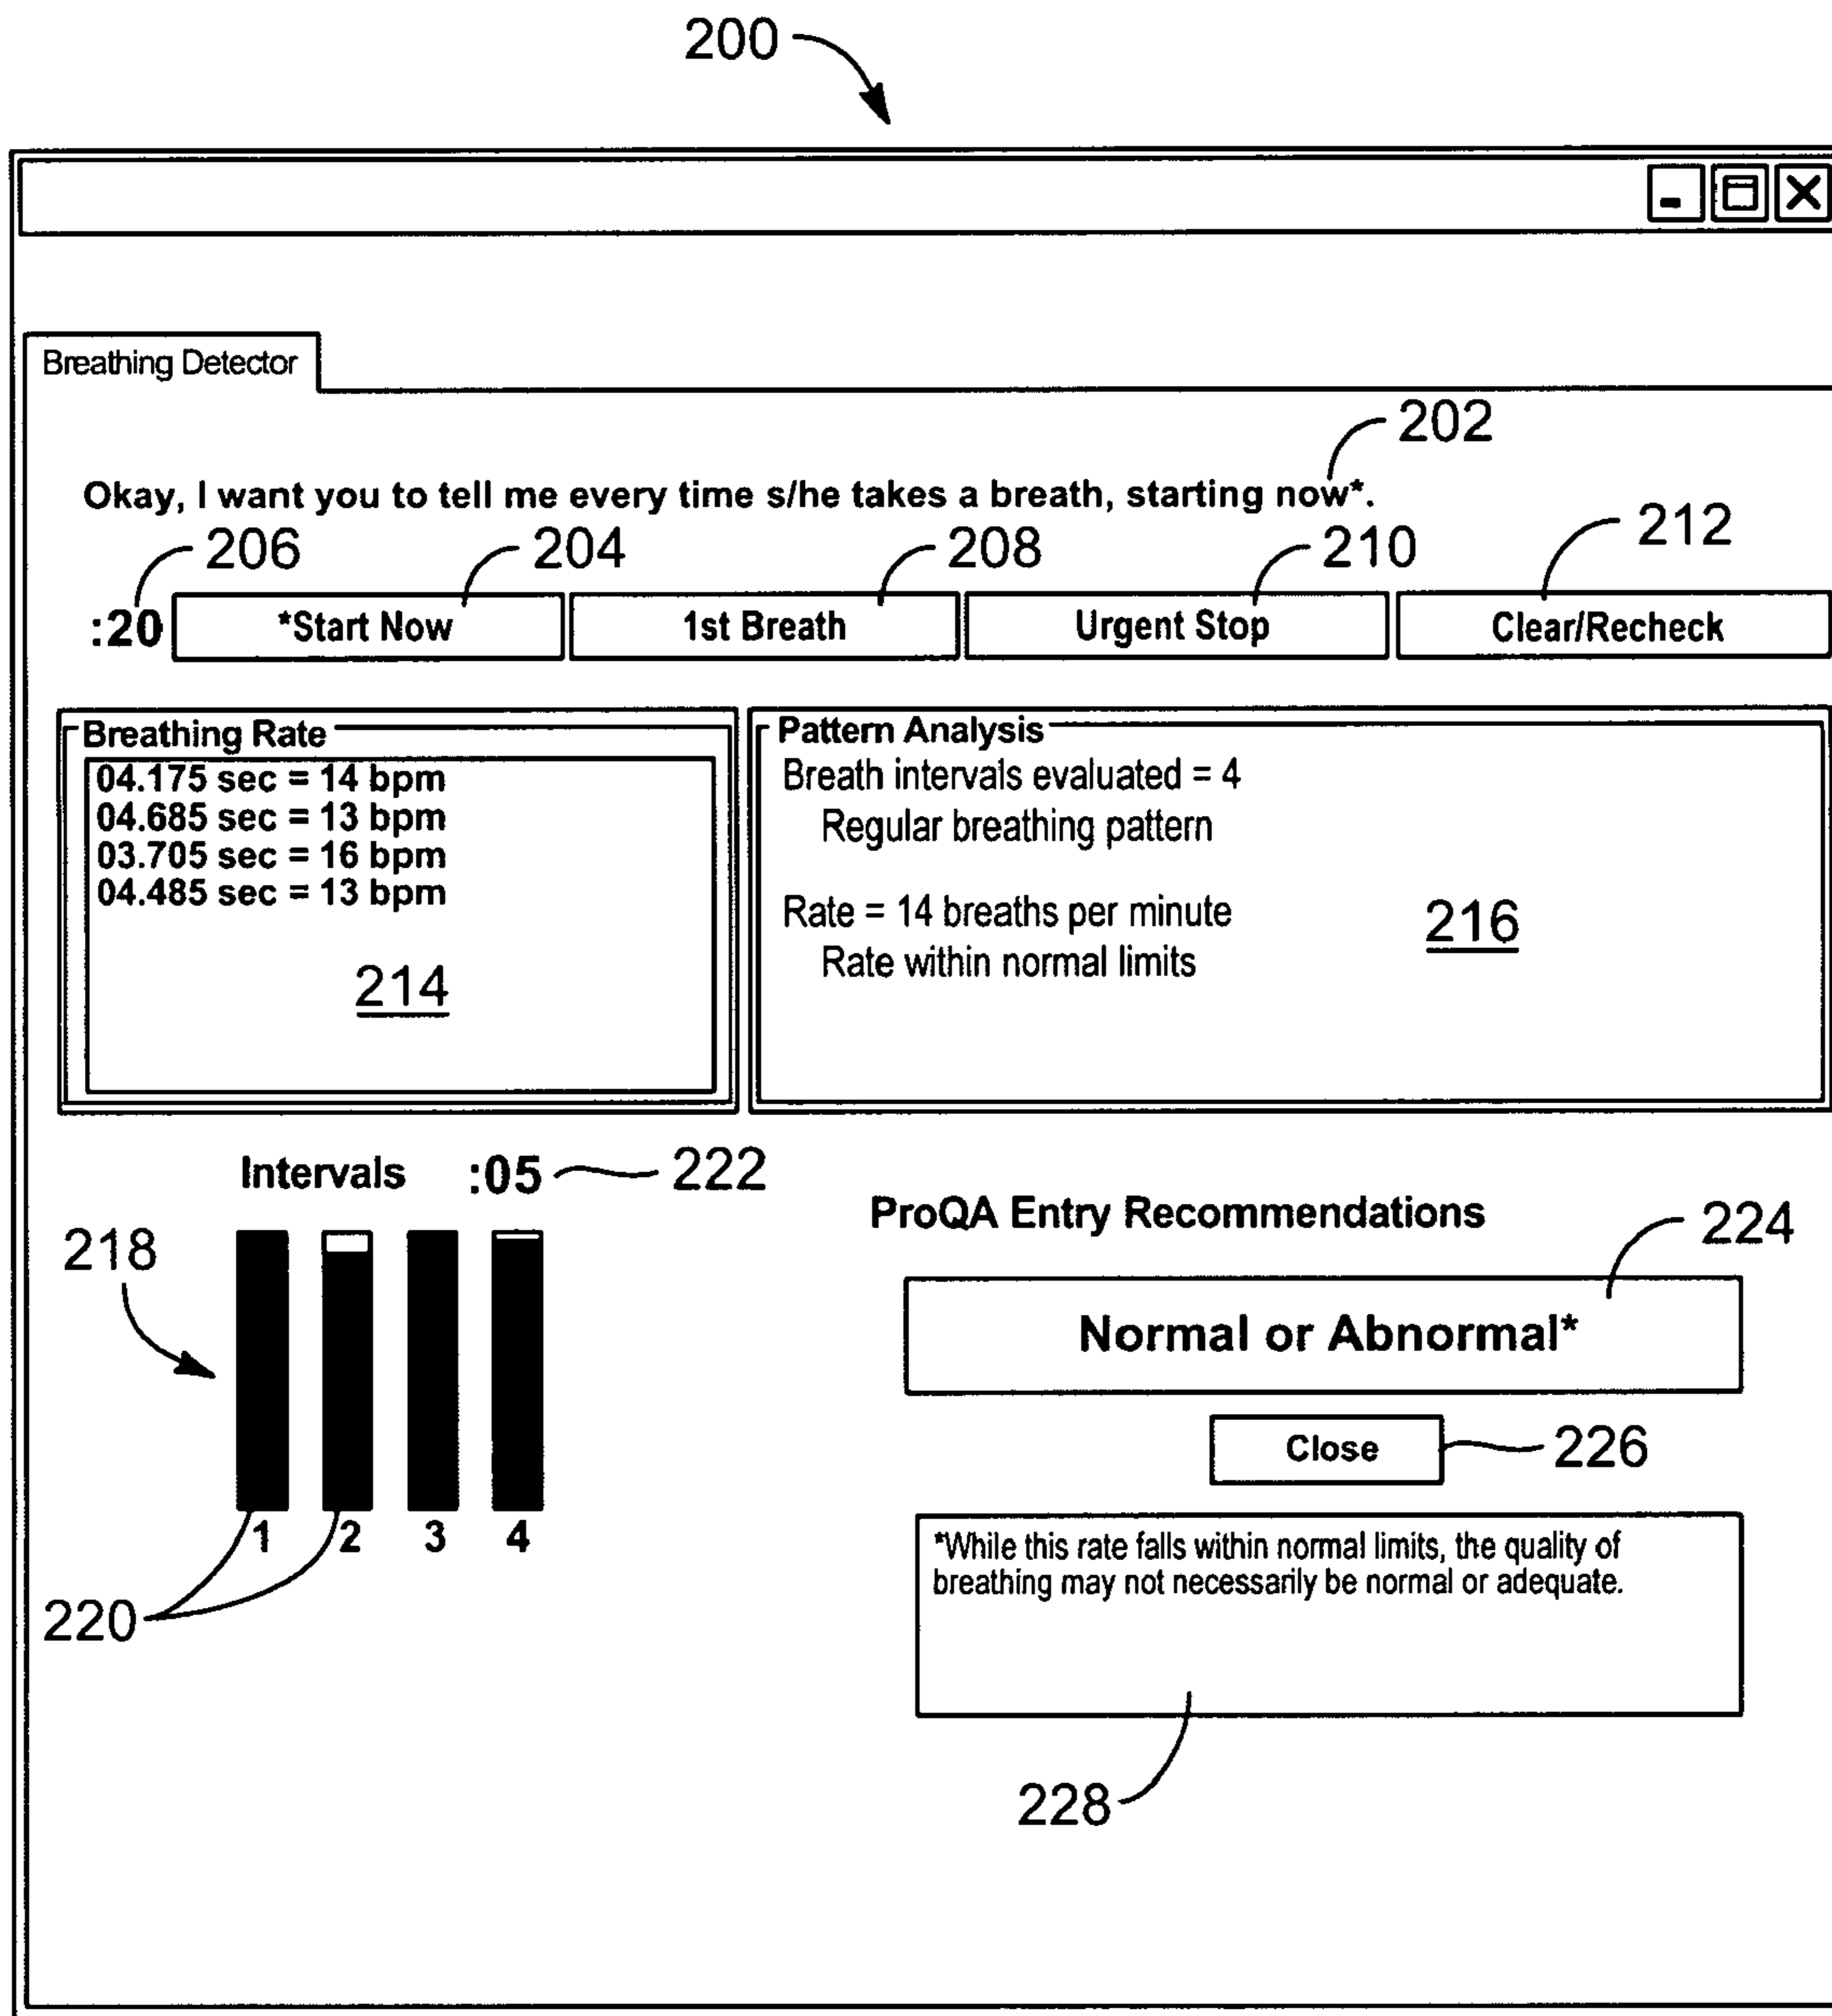 200
Breathing Detector
202
Okay, I want you to tell me every time s/he takes a breath, starting now*.
206 204 208 210 212
:20 *Start Now 1st Breath Urgent Stop Clear/Recheck
Breathing Rate
04.175 sec = 14 bpm
04.685 sec = 13 bpm
03.705 sec = 16 bpm
04.485 sec = 13 bpm
214
Pattern Analysis
Breath intervals evaluated = 4
Regular breathing pattern
Rate = 14 breaths per minute
Rate within normal limits
216
Intervals :05 222
218
1 2 3 4
220
ProQA Entry Recommendations
224
Normal or Abnormal*
Close 226
*While this rate falls within normal limits, the quality of
breathing may not necessarily be normal or adequate.
228